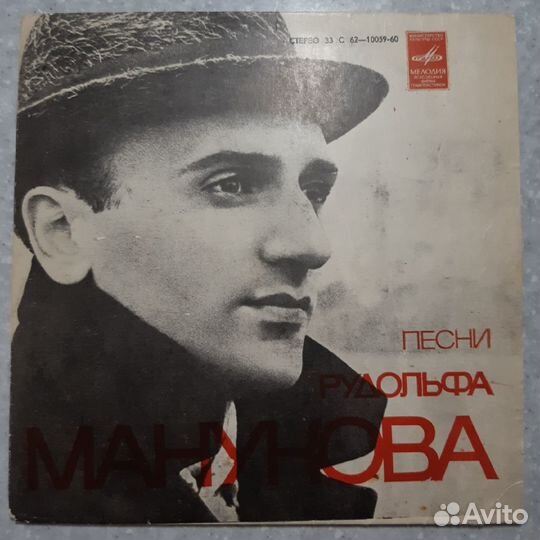 СТЕРЕО 33 С 62—10059-60
МЕЛОДИЯ
ПЕСНИ
РУДОЛЬФА
МАНУКОВА
Avito